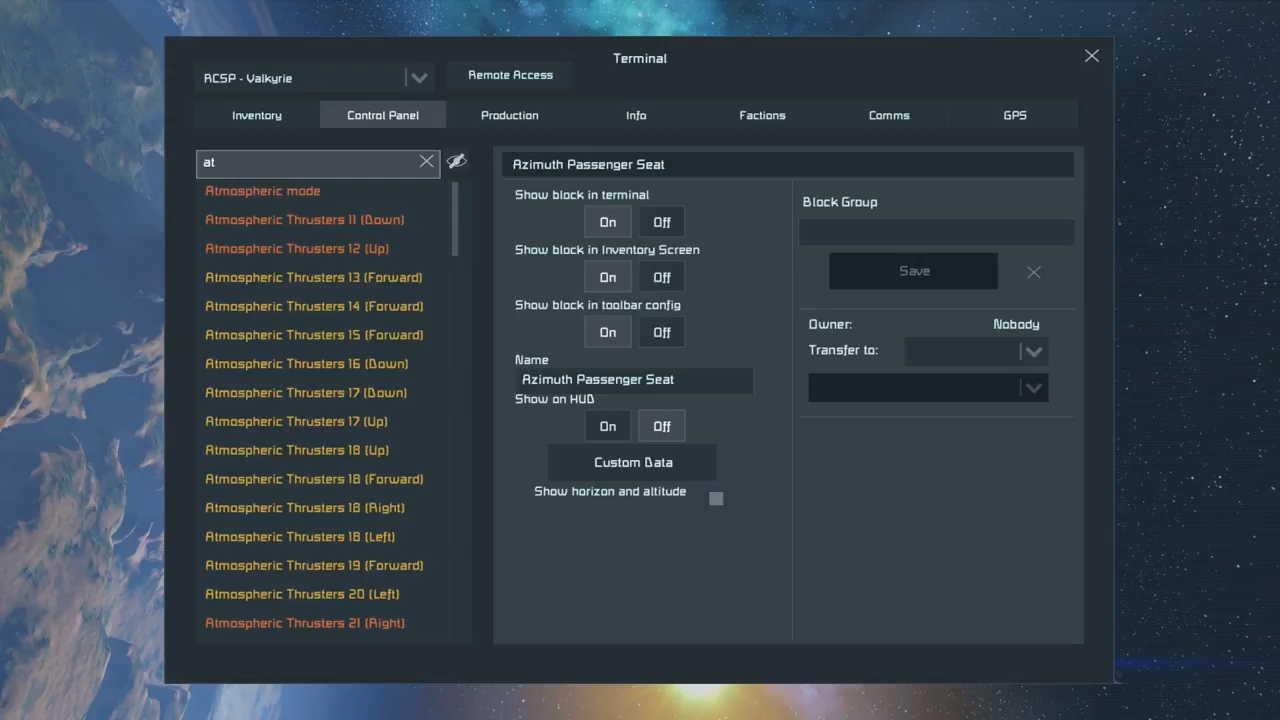 Terminal
RCSP - Valkyrie
Remote Access
Inventory
Control Panel
Production
Info
Factions
Comms
GPS
at
Atmospheric mode
Atmospheric Thrusters 11 (Down)
Atmospheric Thrusters 12 (Up)
Atmospheric Thrusters 13 (Forward)
Atmospheric Thrusters 14 (Forward)
Atmospheric Thrusters 15 (Forward)
Atmospheric Thrusters 16 (Down)
Atmospheric Thrusters 17 (Down)
Atmospheric Thrusters 17 (Up)
Atmospheric Thrusters 18 (Up)
Atmospheric Thrusters 18 (Forward)
Atmospheric Thrusters 18 (Right)
Atmospheric Thrusters 18 (Left)
Atmospheric Thrusters 19 (Forward)
Atmospheric Thrusters 20 (Left)
Atmospheric Thrusters 21 (Right)
Azimuth Passenger Seat
Show block in terminal
On Off
Show block in Inventory Screen
On Off
Show block in toolbar config
On Off
Name
Azimuth Passenger Seat
Show on HUD
On Off
Custom Data
Show horizon and altitude
Block Group
Save
Owner: Nobody
Transfer to: